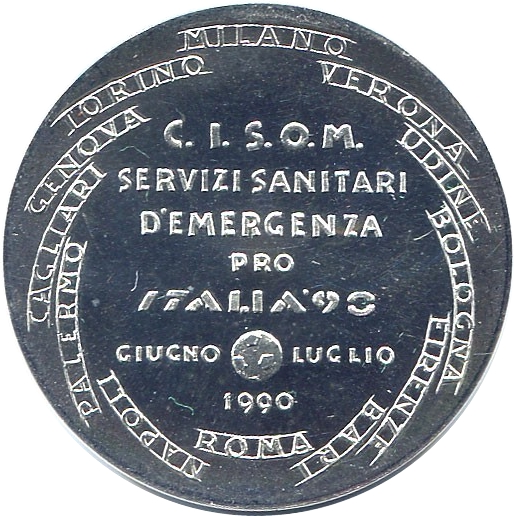 MILANO
VERONA
UDINE
BOLOGNA
FIRENZE
BARI
ROMA
NAPOLI
PALERMO
CAGLIARI
GENOVA
TORINO
C. I. S. O. M.
SERVIZI SANITARI
D'EMERGENZA
PRO
ITALIA '90
GIUGNO LUGLIO
1990